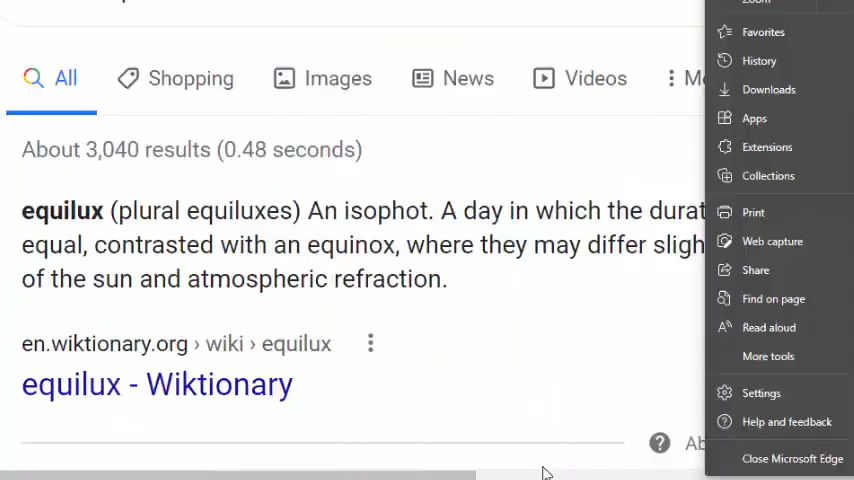 Zoom
All
Shopping
Images
News
Videos
About 3,040 results (0.48 seconds)
equilux (plural equiluxes) An isophot. A day in which the
equal, contrasted with an equinox, where they may differ
of the sun and atmospheric refraction.
en.wiktionary.org › wiki › equilux
equilux - Wiktionary
Favorites
History
Downloads
Apps
Extensions
Collections
Print
Web capture
Share
Find on page
Read aloud
More tools
Settings
Help and feedback
Close Microsoft Edge